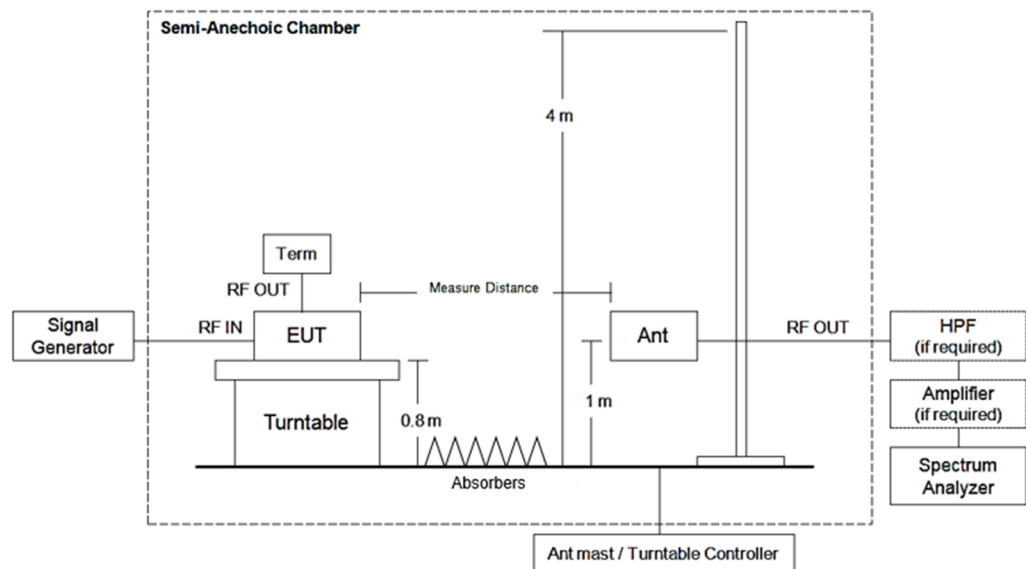 Semi-Anechoic Chamber
4 m
Term
RF OUT
Measure Distance
Signal
Generator
RF IN
EUT
Ant
RF OUT
HPF
(if required)
Turntable
0.8 m
1 m
Amplifier
(if required)
Absorbers
Spectrum
Analyzer
Ant mast / Turntable Controller